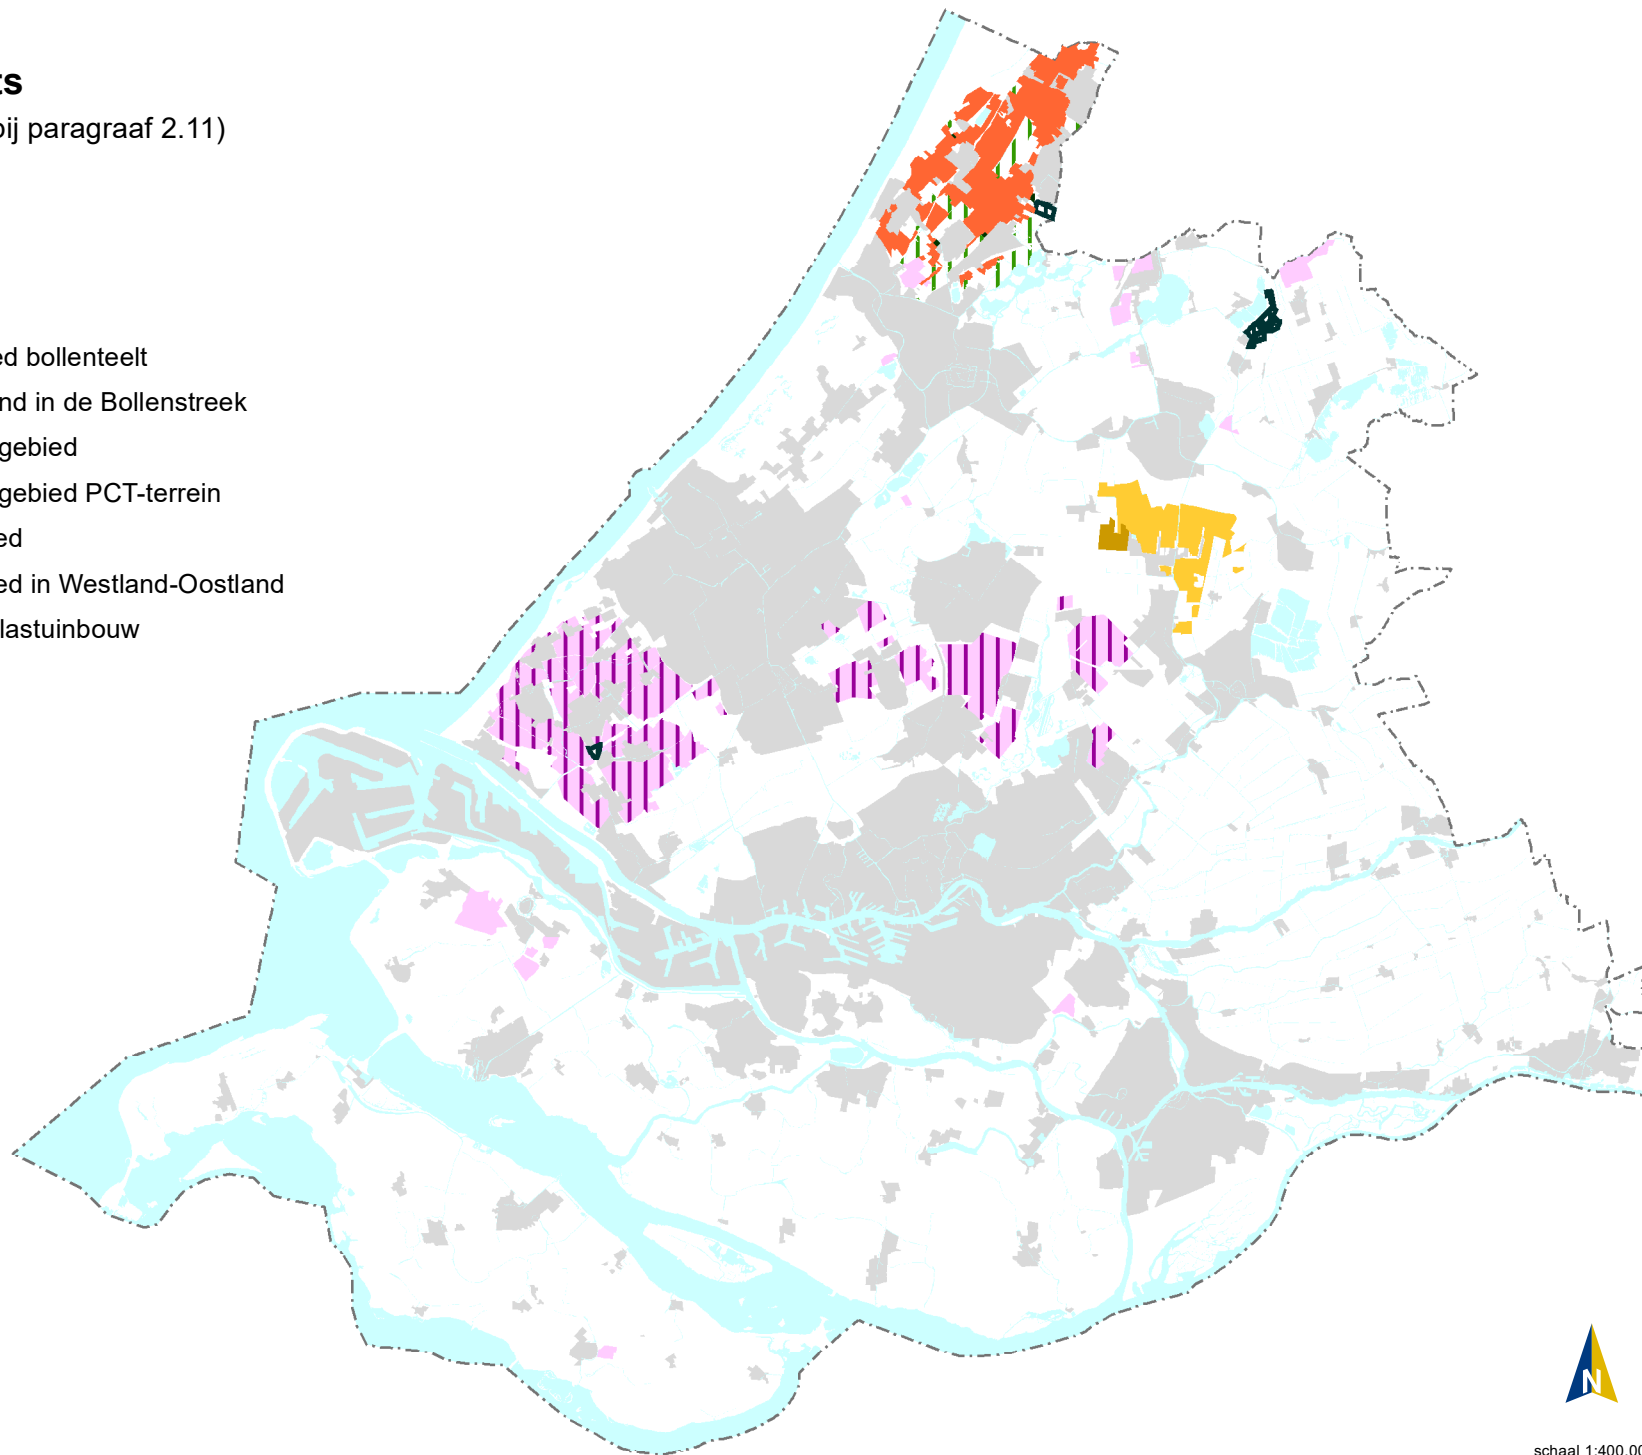 ts
bij paragraaf 2.11)
ed bollenteelt
nd in de Bollenstreek
gebied
gebied PCT-terrein
ed
ed in Westland-Oostland
lastuinbouw
N
schaal 1:400.00